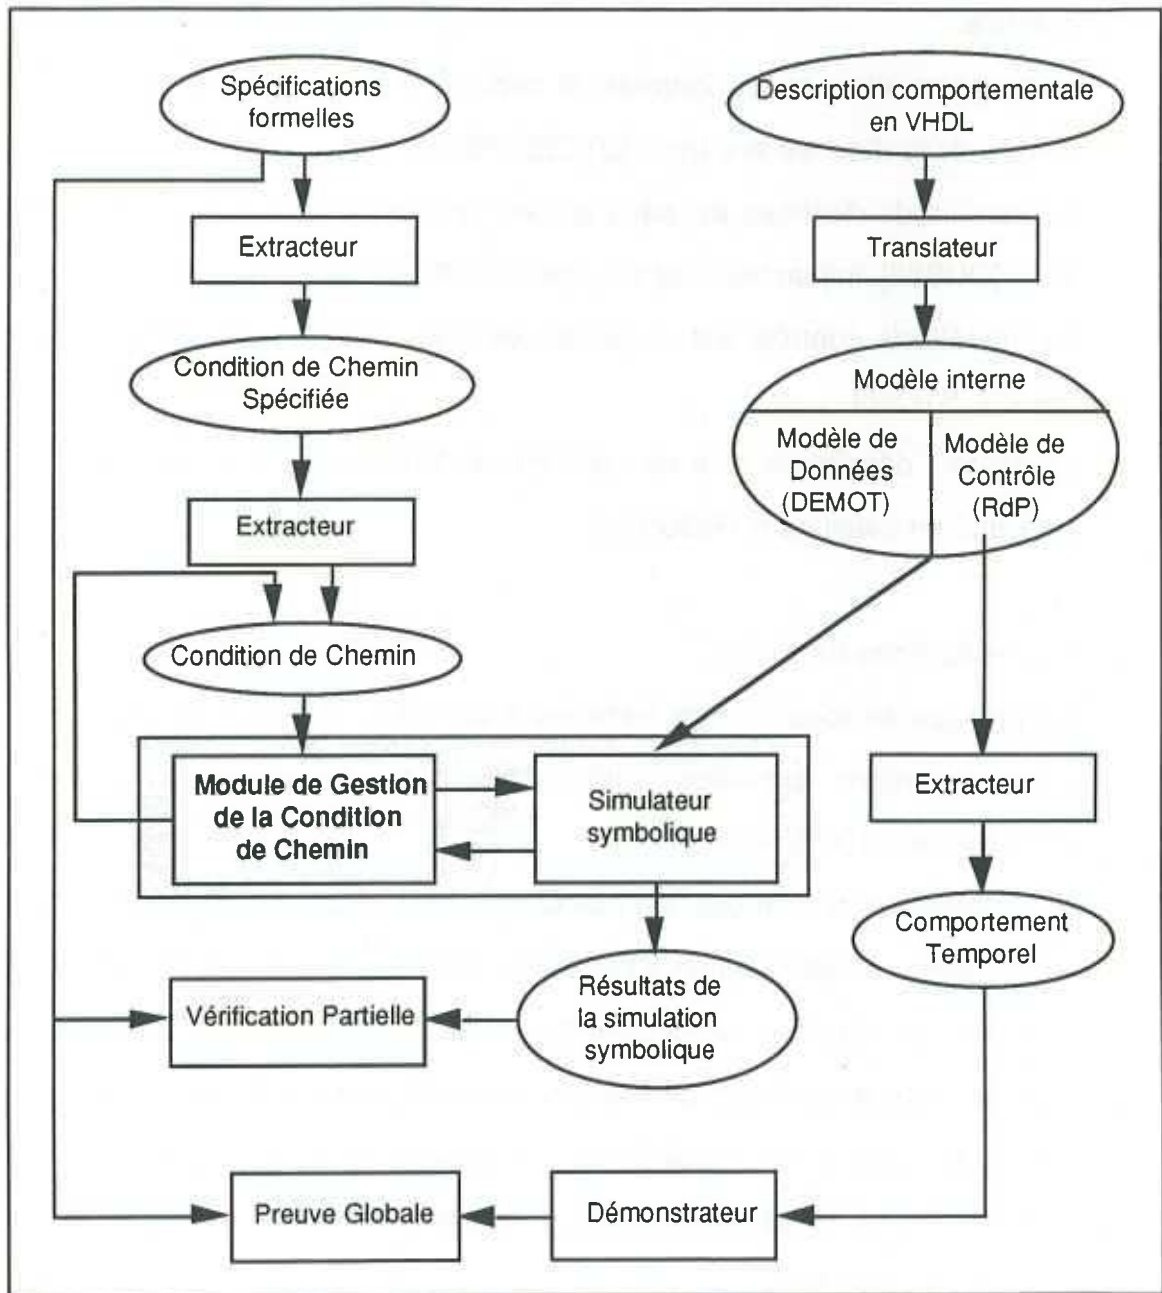 Spécifications
formelles
Description comportementale
en VHDL
Extracteur
Translateur
Condition de Chemin
Spécifiée
Modèle interne
Modèle de
Données
(DEMOT)
Modèle de
Contrôle
(RdP)
Extracteur
Condition de Chemin
Module de Gestion
de la Condition
de Chemin
Simulateur
symbolique
Extracteur
Comportement
Temporel
Résultats de
la simulation
symbolique
Vérification Partielle
Preuve Globale
Démonstrateur